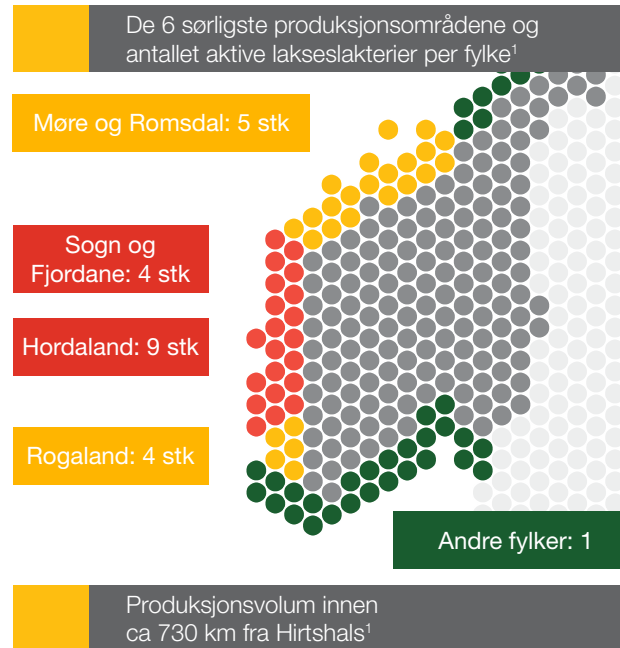 De 6 sørligste produksjonsområdene og
antallet aktive lakseslakterier per fylke¹
Møre og Romsdal: 5 stk
Sogn og
Fjordane: 4 stk
Hordaland: 9 stk
Rogaland: 4 stk
Andre fylker: 1
Produksjonsvolum innen
ca 730 km fra Hirtshals¹